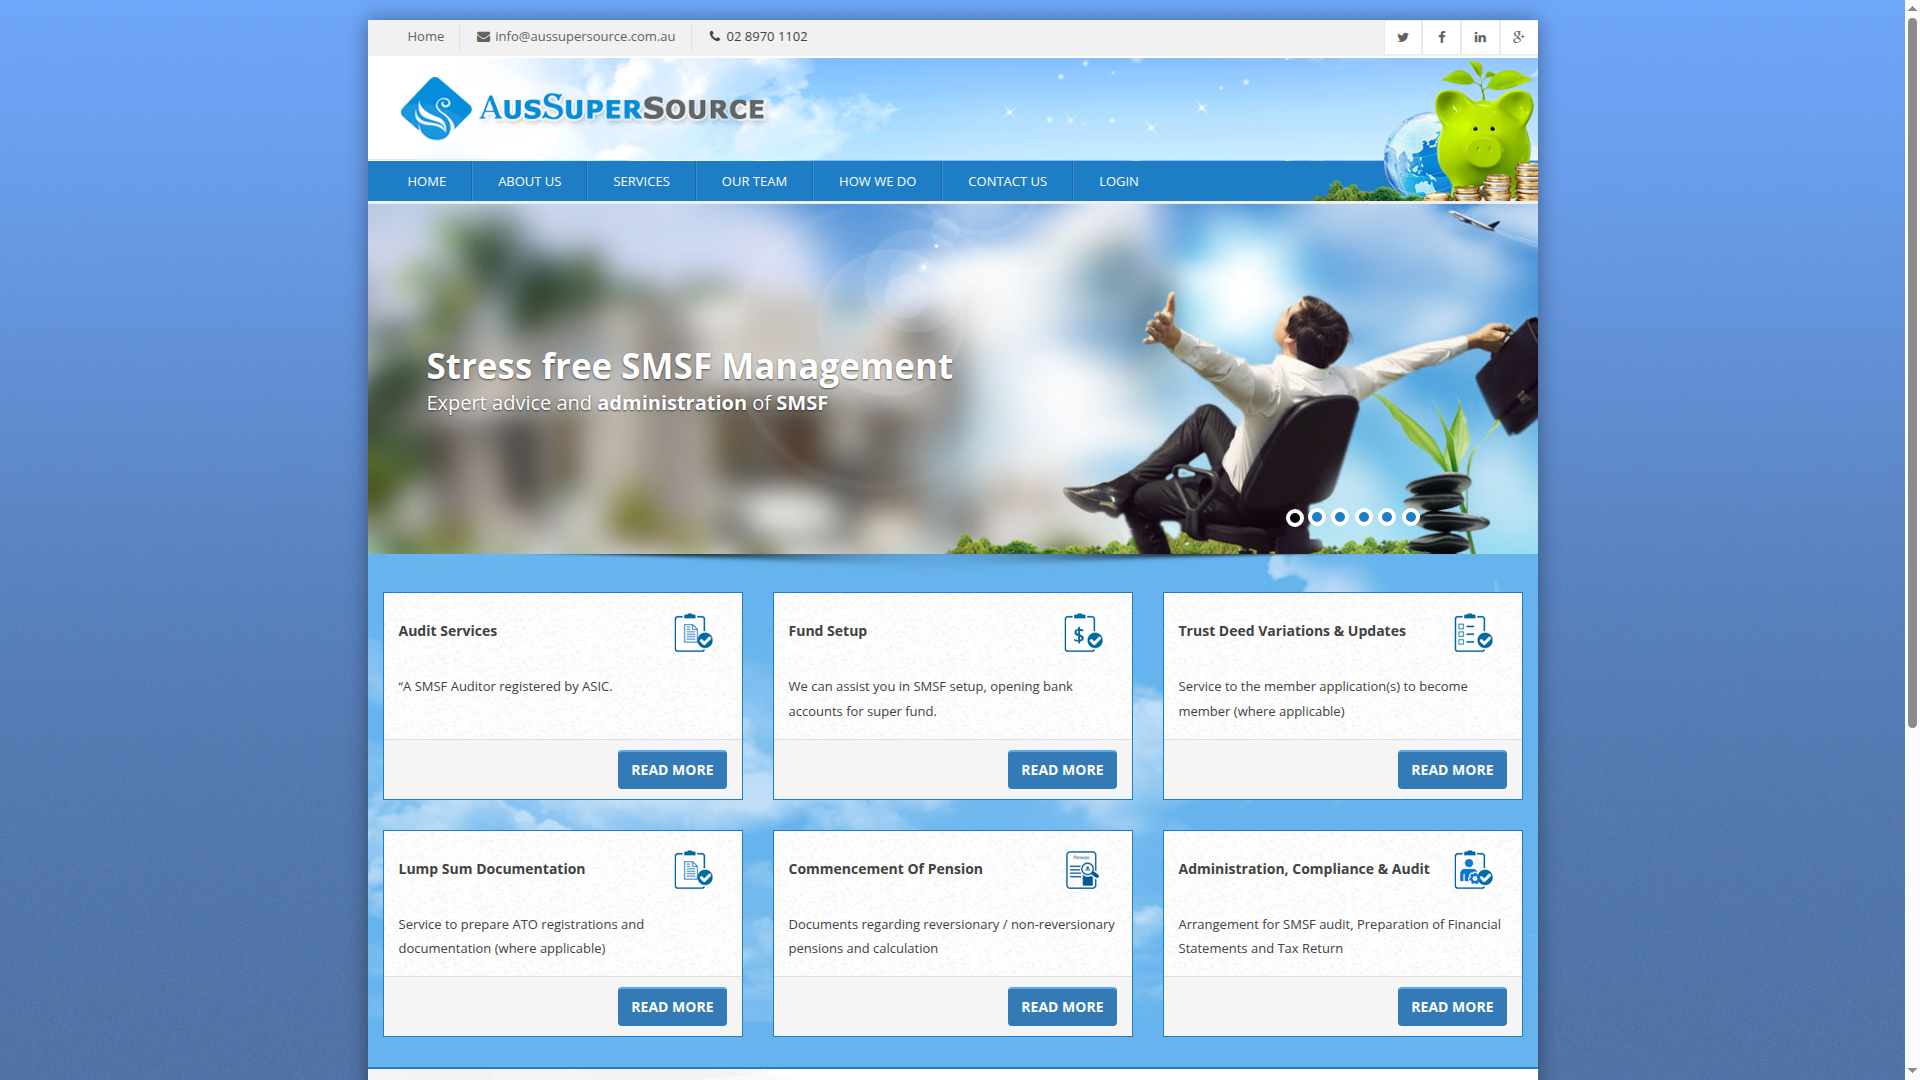 Home info@aussupersource.com.au 02 8970 1102
AusSuperSource
HOME ABOUT US SERVICES OUR TEAM HOW WE DO CONTACT US LOGIN
Stress free SMSF Management
Expert advice and administration of SMSF
Audit Services
“A SMSF Auditor registered by ASIC.
READ MORE
Fund Setup
We can assist you in SMSF setup, opening bank
accounts for super fund.
READ MORE
Trust Deed Variations & Updates
Service to the member application(s) to become
member (where applicable)
READ MORE
Lump Sum Documentation
Service to prepare ATO registrations and
documentation (where applicable)
READ MORE
Commencement Of Pension
Pension
Documents regarding reversionary / non-reversionary
pensions and calculation
READ MORE
Administration, Compliance & Audit
Arrangement for SMSF audit, Preparation of Financial
Statements and Tax Return
READ MORE